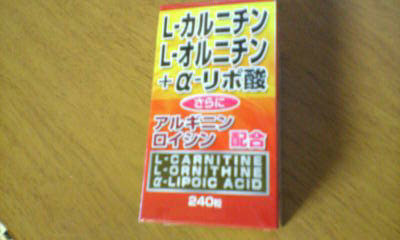 L-カルニチン
L-オルニチン
+α-リポ酸
さらに
アルギニン
ロイシン 配合
L-CARNITINE
L-ORNITHINE
α-LIPOIC ACID
240粒